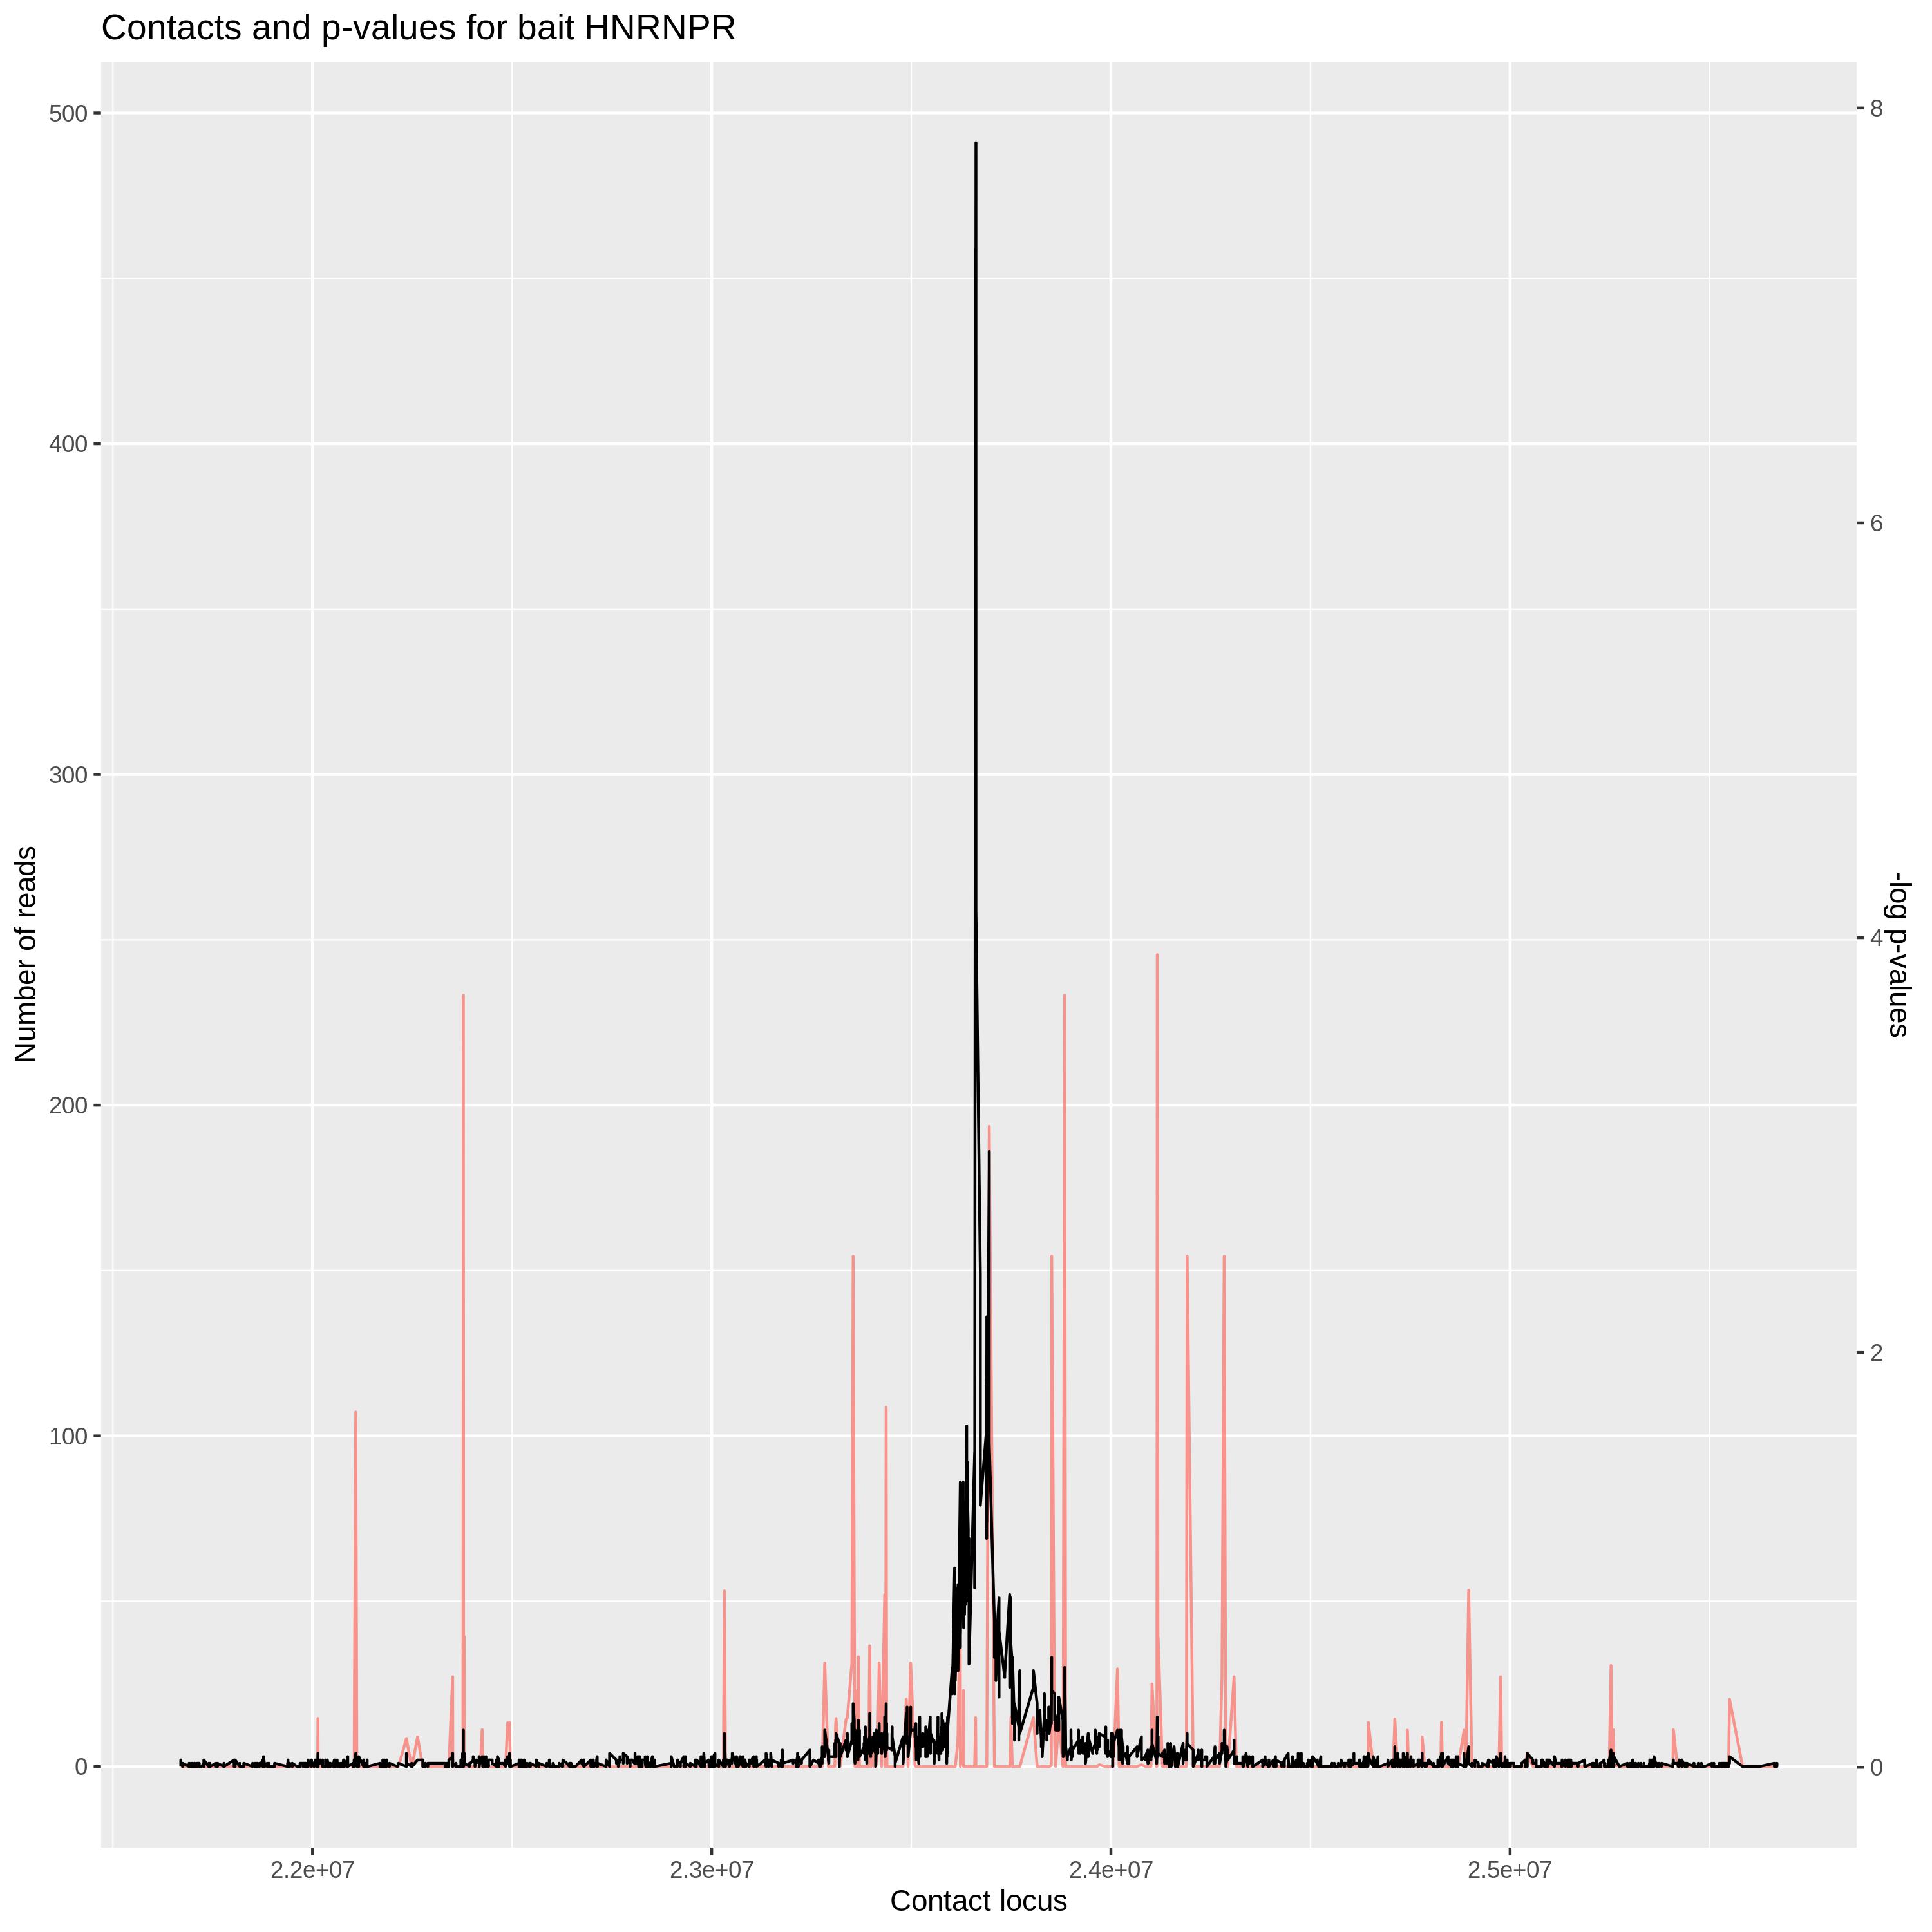 Contacts and p-values for bait HNRNPR
500
400
300
200
100
0
Number of reads
8
6
4
2
0
-log p-values
2.2e+07
2.3e+07
2.4e+07
2.5e+07
Contact locus